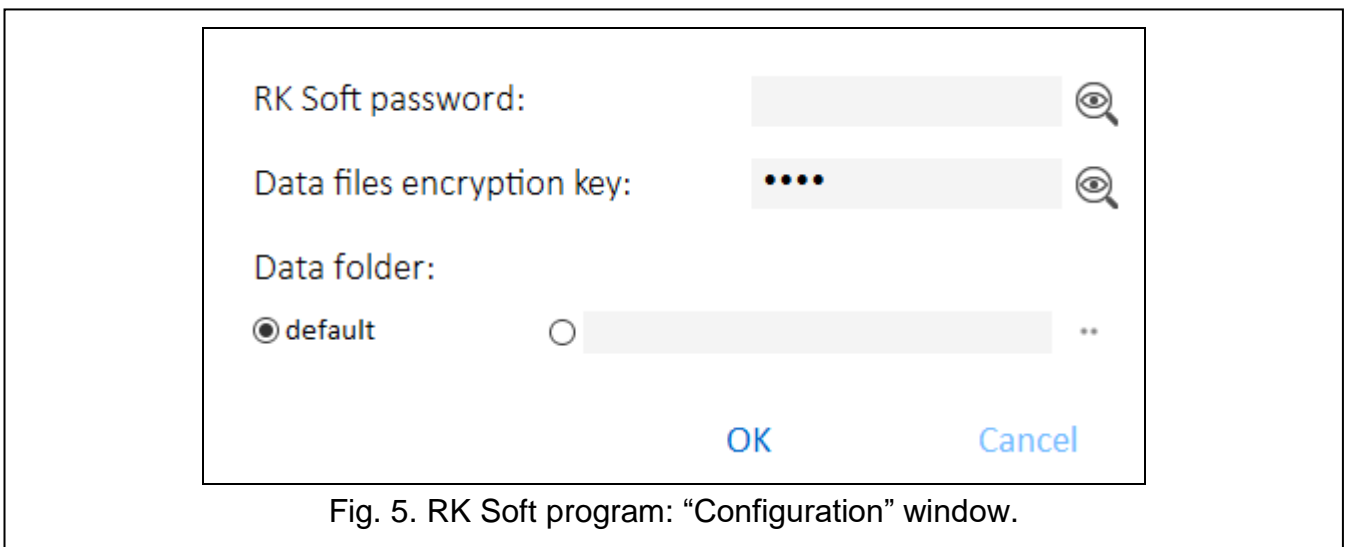 RK Soft password:
Data files encryption key: ••••
Data folder:
default ..
OK Cancel
Fig. 5. RK Soft program: “Configuration” window.